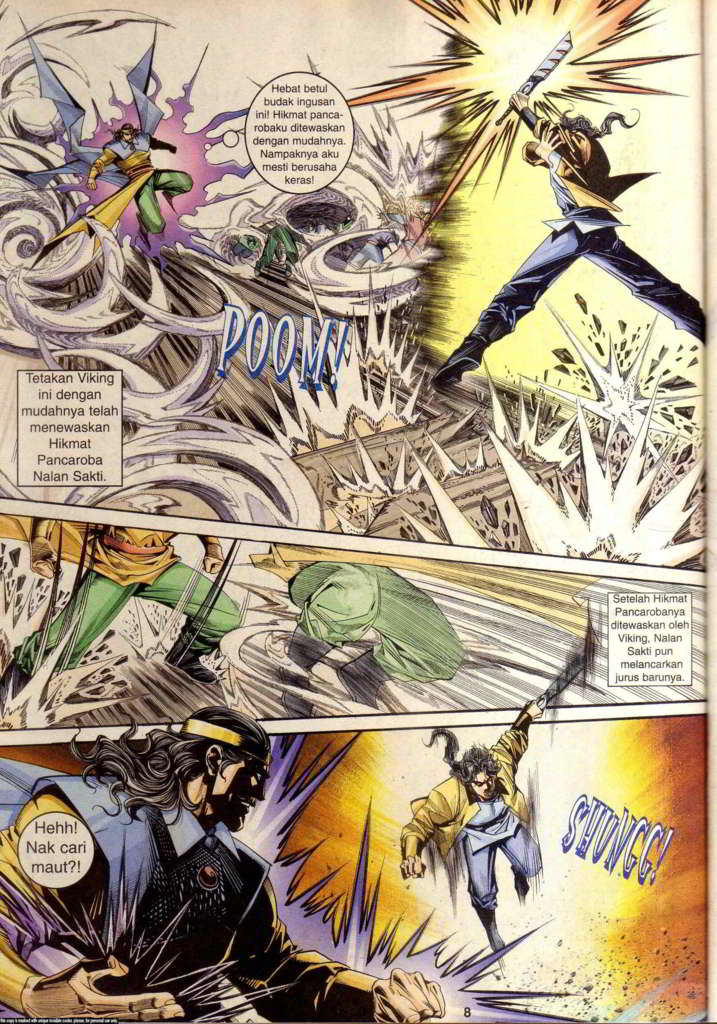 Hebat betul
budak ingusan
ini! Hikmat panca-
robaku ditewaskan
dengan mudahnya.
Nampaknya aku
mesti berusaha
keras!
POOM!
Tetakan Viking
ini dengan
mudahnya telah
menewaskan
Hikmat
Pancaroba
Nalan Sakti.
Setelah Hikmat
Pancarobanya
ditewaskan oleh
Viking, Nalan
Sakti pun
melancarkan
jurus barunya.
Hehh!
Nak cari
maut?!
SHUNGG!
8